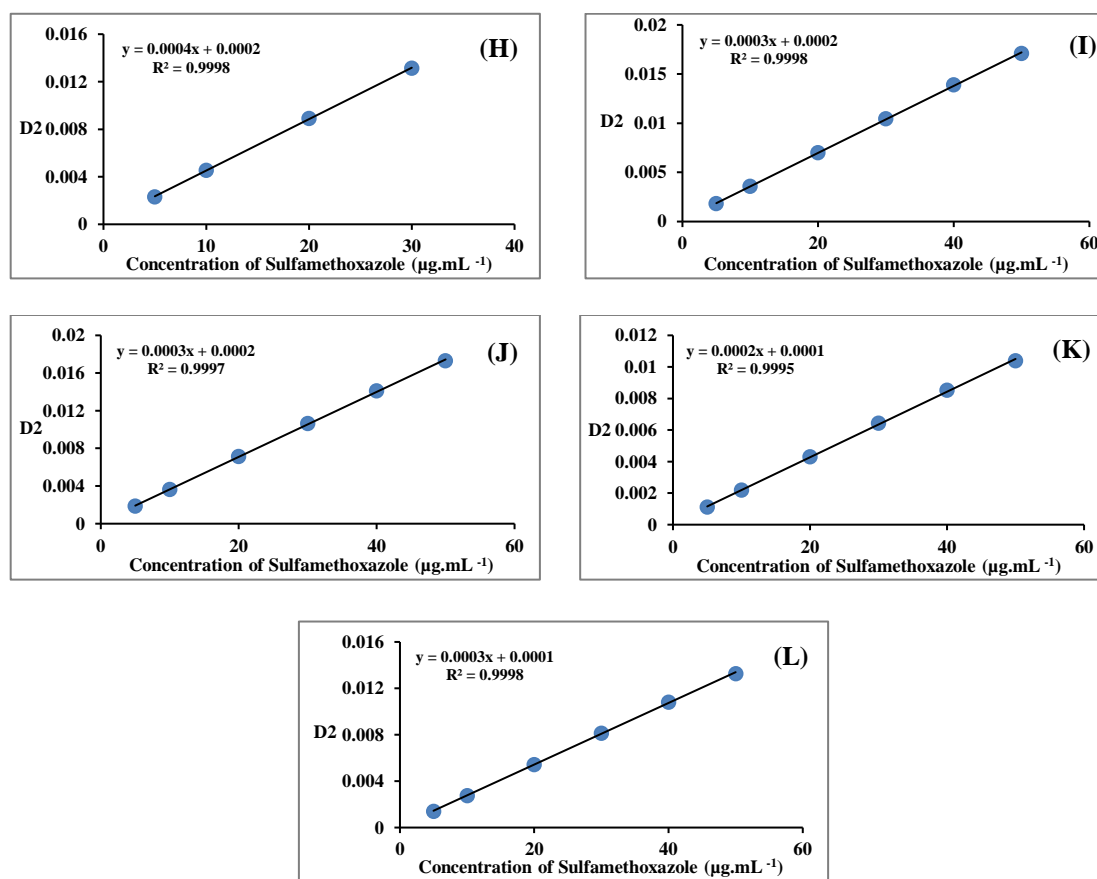 (H)
y = 0.0004x + 0.0002
R² = 0.9998
0.016
0.012
0.008
0.004
0
D2
0 10 20 30 40
Concentration of Sulfamethoxazole (µg.mL ⁻¹)
(I)
y = 0.0003x + 0.0002
R² = 0.9998
0.02
0.015
0.01
0.005
0
D2
0 20 40 60
Concentration of Sulfamethoxazole (µg.mL ⁻¹)
(J)
y = 0.0003x + 0.0002
R² = 0.9997
0.02
0.016
0.012
0.008
0.004
0
D2
0 20 40 60
Concentration of Sulfamethoxazole (µg.mL ⁻¹)
(K)
y = 0.0002x + 0.0001
R² = 0.9995
0.012
0.01
0.008
0.006
0.004
0.002
0
D2
0 20 40 60
Concentration of Sulfamethoxazole (µg.mL ⁻¹)
(L)
y = 0.0003x + 0.0001
R² = 0.9998
0.016
0.012
0.008
0.004
0
D2
0 20 40 60
Concentration of Sulfamethoxazole (µg.mL ⁻¹)